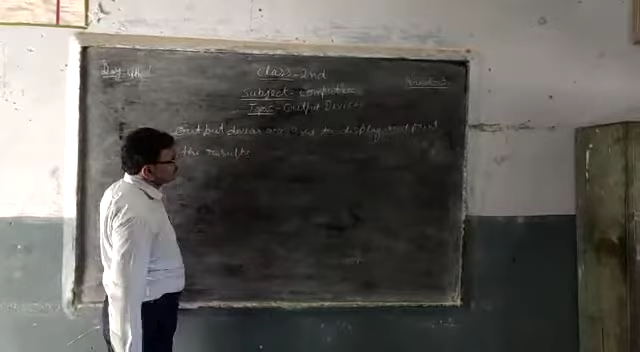 Class-2nd
Subject- Computer
Topic- Output Devices
output devices are used to display and print
the results